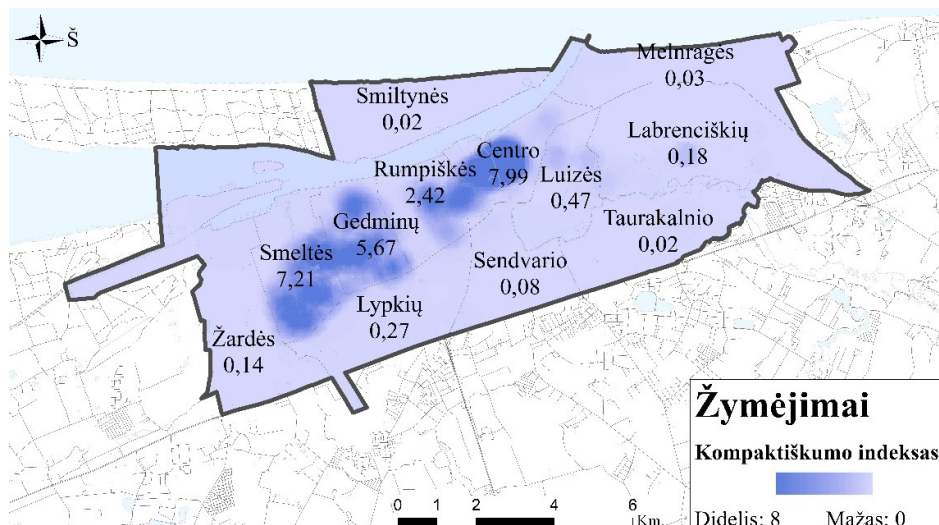 Š
Melnragės
0,03
Smiltynės
0,02
Labrenciškių
0,18
Centro
7,99
Rumpiškės
2,42
Luizės
0,47
Gedminų
5,67
Taurakalnio
0,02
Smeltės
7,21
Sendvario
0,08
Lypkių
0,27
Žardės
0,14
Žymėjimai
Kompaktiškumo indeksas
Didelis: 8 Mažas: 0
0 1 2 4 6
Km